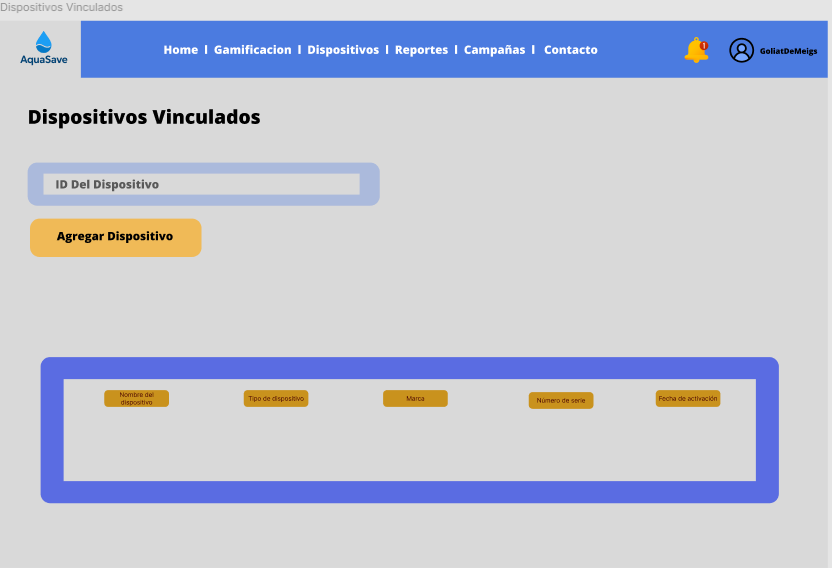 Dispositivos Vinculados
AquaSave
Home I Gamificacion I Dispositivos I Reportes I Campañas I Contacto
1
GoliatDeMeigs
Dispositivos Vinculados
ID Del Dispositivo
Agregar Dispositivo
Nombre del
dispositivo
Tipo de dispositivo
Marca
Número de serie
Fecha de activación